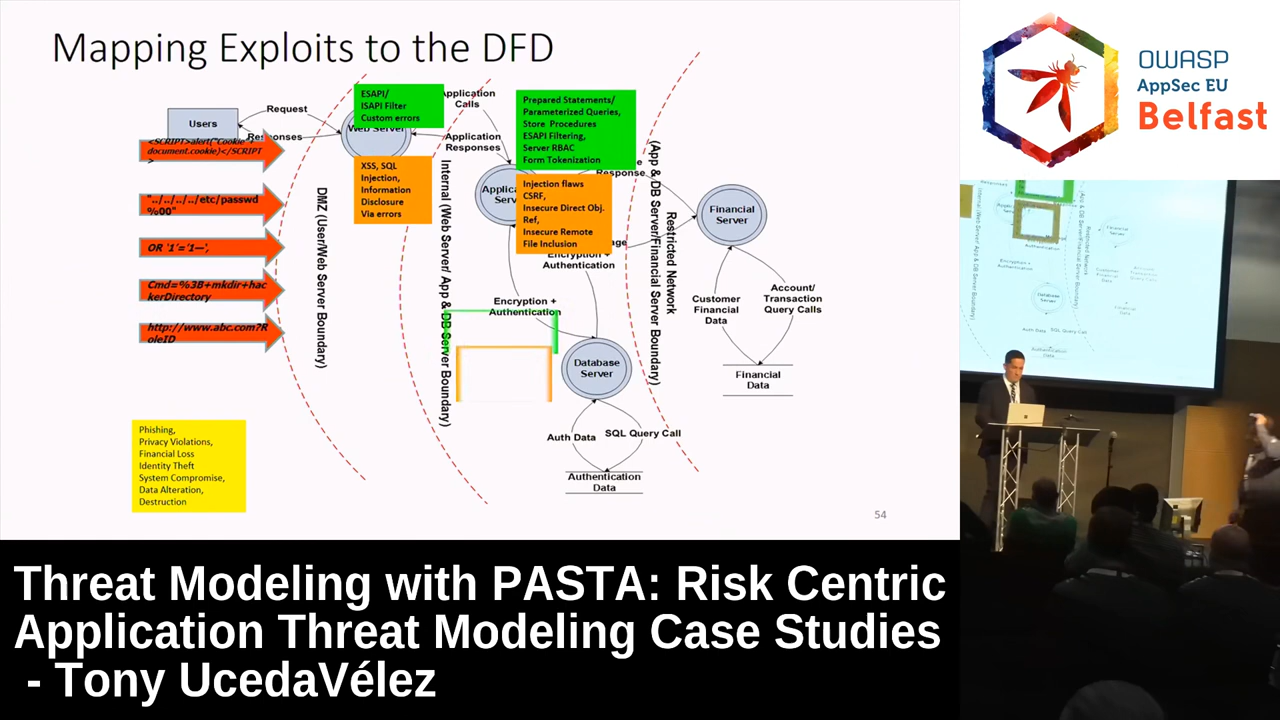 Mapping Exploits to the DFD
Users
Request
Responses
<SCRIPT>alert("Cookie"+
document.cookie)</SCRIPT
>
"../../../../etc/passwd
%00"
OR '1'='1—',
Cmd=%3B+mkdir+hac
kerDirectory
http://www.abc.com?R
oleID
Phishing,
Privacy Violations,
Financial Loss
Identity Theft
System Compromise,
Data Alteration,
Destruction
DMZ (User/Web Server Boundary)
ESAPI/
ISAPI Filter
Custom errors
Web Server
XSS, SQL
Injection,
Information
Disclosure
Via errors
Application
Calls
Application
Responses
Internal (Web Server/ App & DB Server Boundary)
Prepared Statements/
Parameterized Queries,
Store Procedures
ESAPI Filtering,
Server RBAC
Form Tokenization
Injection flaws
CSRF,
Insecure Direct Obj.
Ref,
Insecure Remote
File Inclusion
Response
Encryption +
Authentication
Encryption +
Authentication
Database
Server
Auth Data
SQL Query Call
Authentication
Data
(App & DB Server/Financial Server Boundary)
Restricted Network
Financial
Server
Customer
Financial
Data
Account/
Transaction
Query Calls
Financial
Data
54
OWASP
AppSec EU
Belfast
Threat Modeling with PASTA: Risk Centric
Application Threat Modeling Case Studies
- Tony UcedaVélez